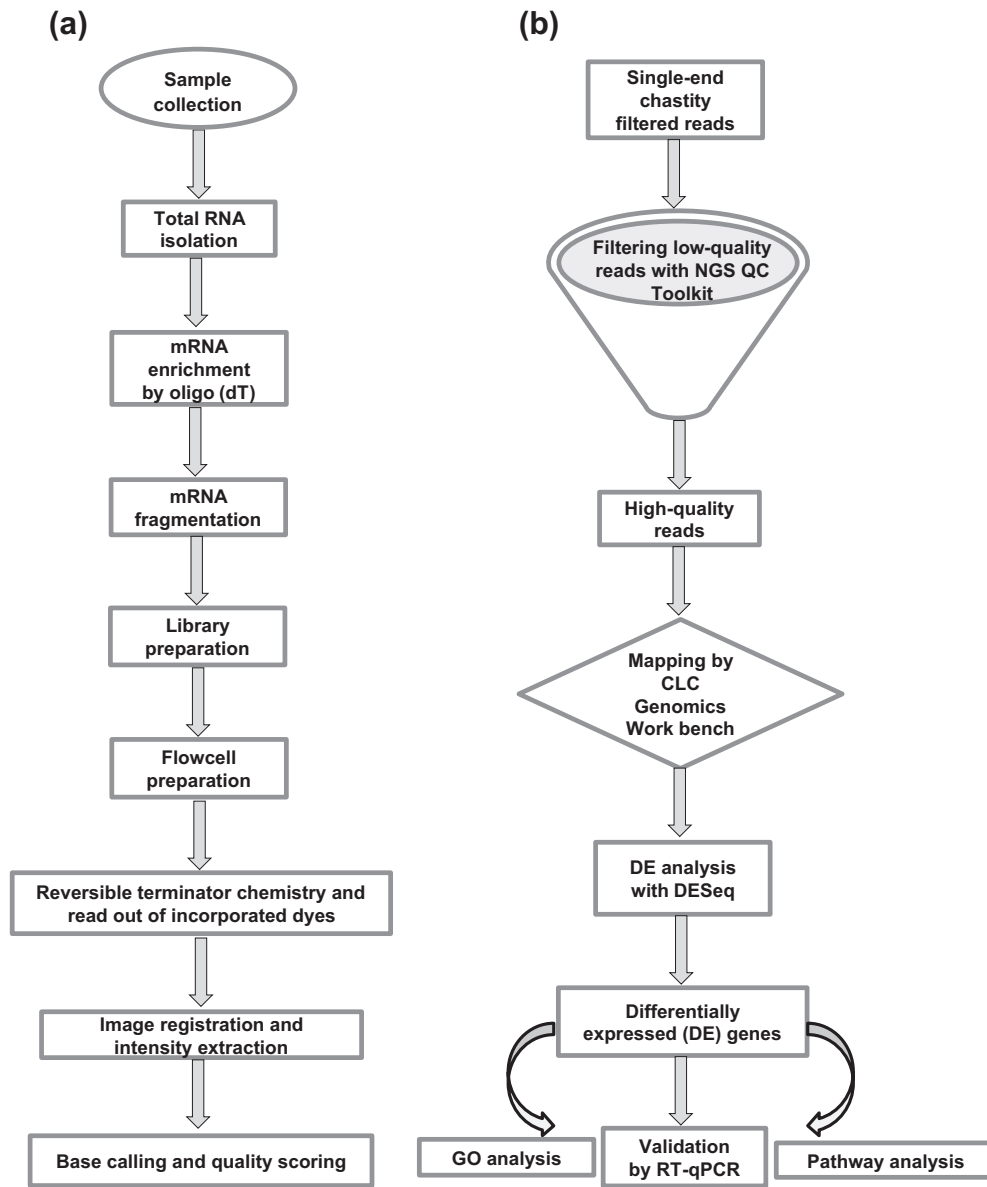 (a)
Sample
collection
Total RNA
isolation
mRNA
enrichment
by oligo (dT)
mRNA
fragmentation
Library
preparation
Flowcell
preparation
Reversible terminator chemistry and
read out of incorporated dyes
Image registration and
intensity extraction
Base calling and quality scoring
(b)
Single-end
chastity
filtered reads
Filtering low-quality
reads with NGS QC
Toolkit
High-quality
reads
Mapping by
CLC
Genomics
Work bench
DE analysis
with DESeq
Differentially
expressed (DE) genes
GO analysis
Validation
by RT-qPCR
Pathway analysis